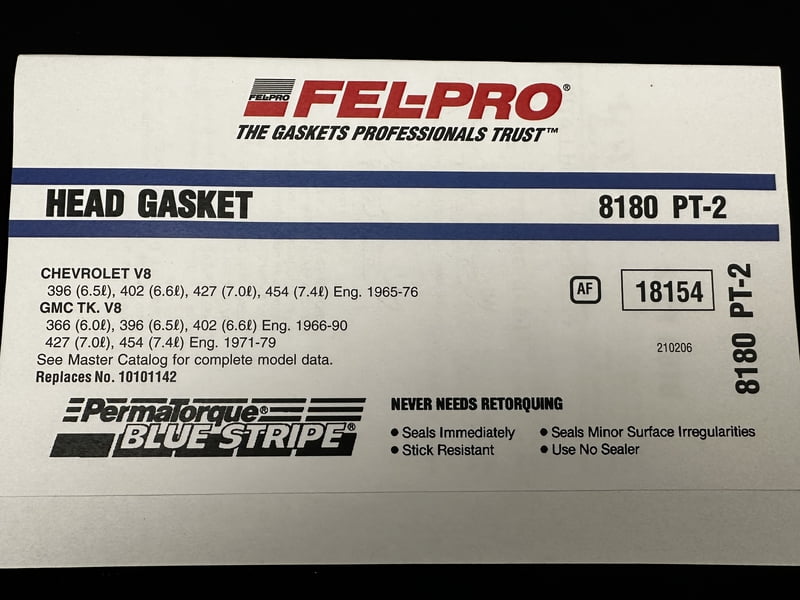 FEL-PRO
FEL-PRO®
THE GASKETS PROFESSIONALS TRUST™
HEAD GASKET
8180 PT-2
CHEVROLET V8
396 (6.5ℓ), 402 (6.6ℓ), 427 (7.0ℓ), 454 (7.4ℓ) Eng. 1965-76
GMC TK. V8
366 (6.0ℓ), 396 (6.5ℓ), 402 (6.6ℓ) Eng. 1966-90
427 (7.0ℓ), 454 (7.4ℓ) Eng. 1971-79
See Master Catalog for complete model data.
Replaces No. 10101142
AF
18154
210206
8180 PT-2
PermaTorque®
BLUE STRIPE®
NEVER NEEDS RETORQUING
• Seals Immediately
• Stick Resistant
• Seals Minor Surface Irregularities
• Use No Sealer